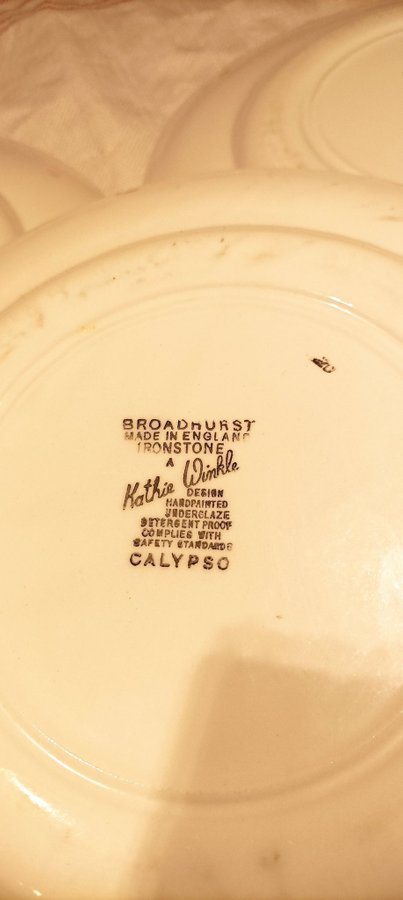 BROADHURST
MADE IN ENGLAND
IRONSTONE
A
Kathie Winkle
DESIGN
HANDPAINTED
UNDERGLAZE
DETERGENT PROOF
COMPLIES WITH
SAFETY STANDARDS
CALYPSO